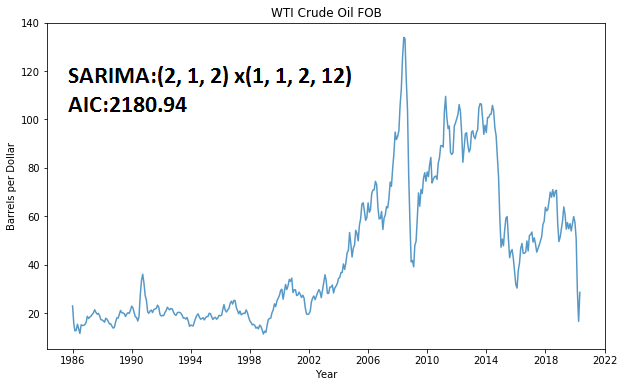 WTI Crude Oil FOB
140
120
100
80
60
40
20
Barrels per Dollar
SARIMA:(2, 1, 2) x(1, 1, 2, 12)
AIC:2180.94
1986 1990 1994 1998 2002 2006 2010 2014 2018 2022
Year